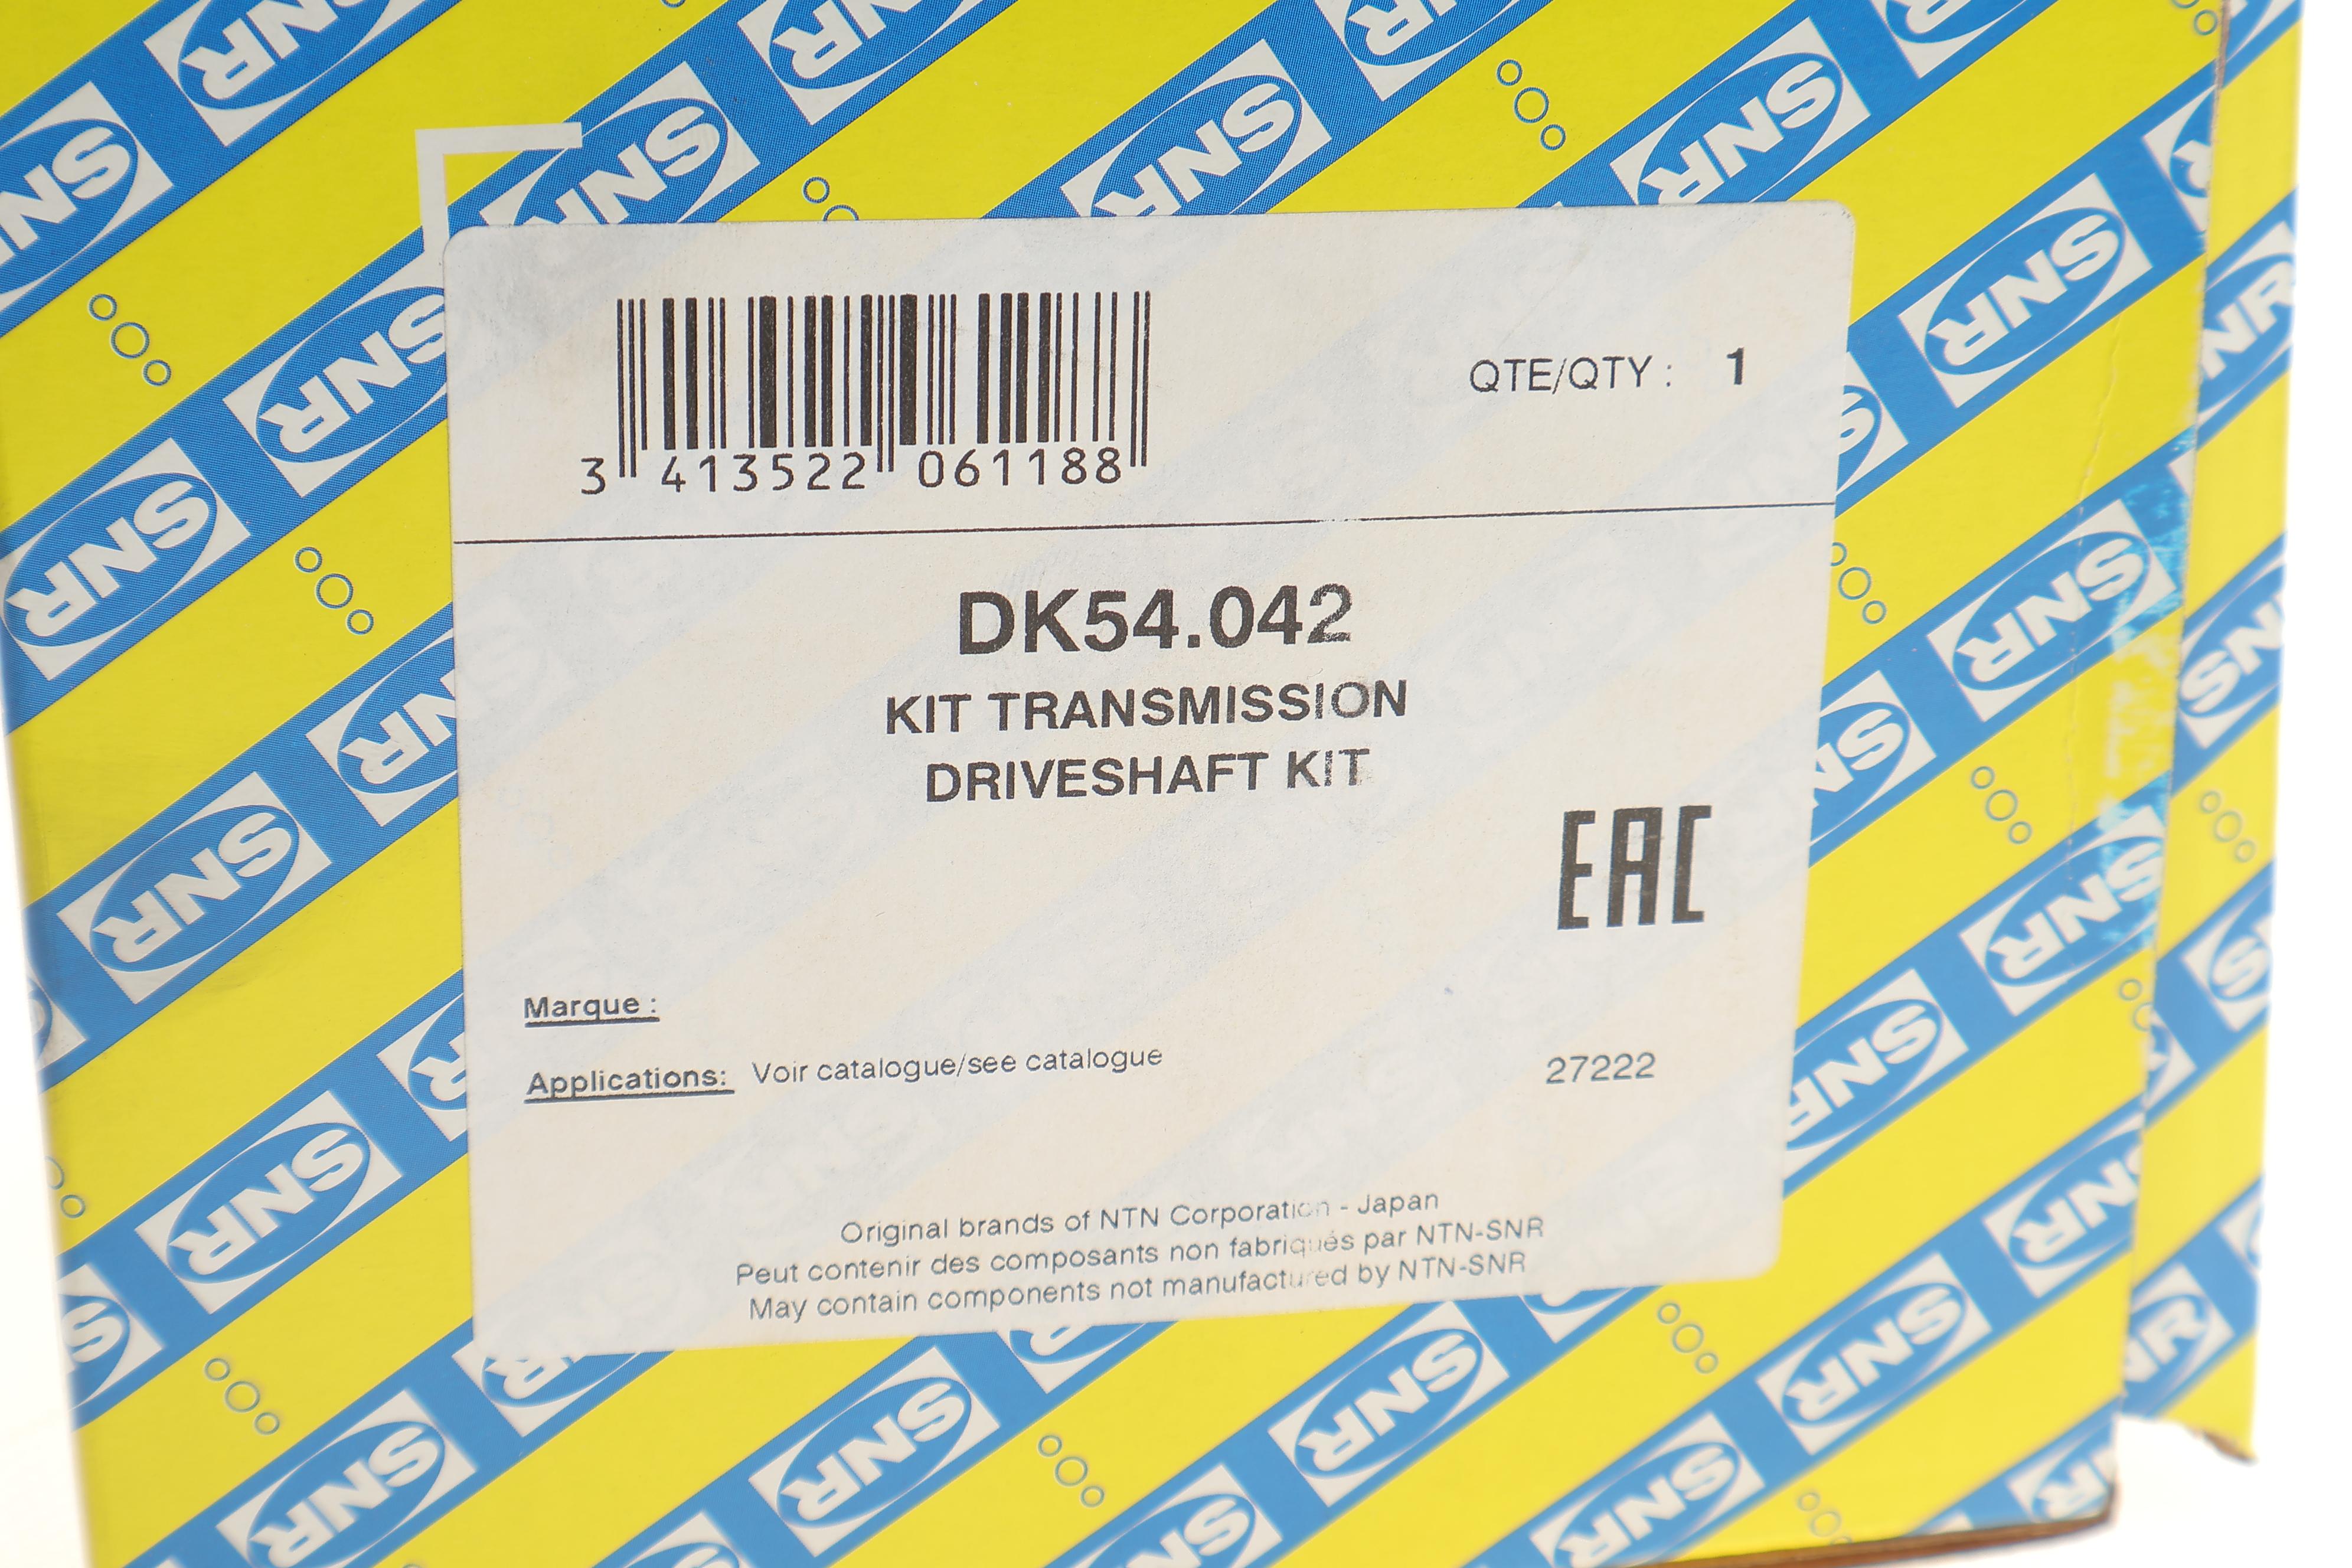 3 413522 061188
QTE/QTY : 1
DK54.042
KIT TRANSMISSION
DRIVESHAFT KIT
EAC
Marque :
Applications: Voir catalogue/see catalogue
27222
Original brands of NTN Corporation - Japan
Peut contenir des composants non fabriqués par NTN-SNR
May contain components not manufactured by NTN-SNR
SNR